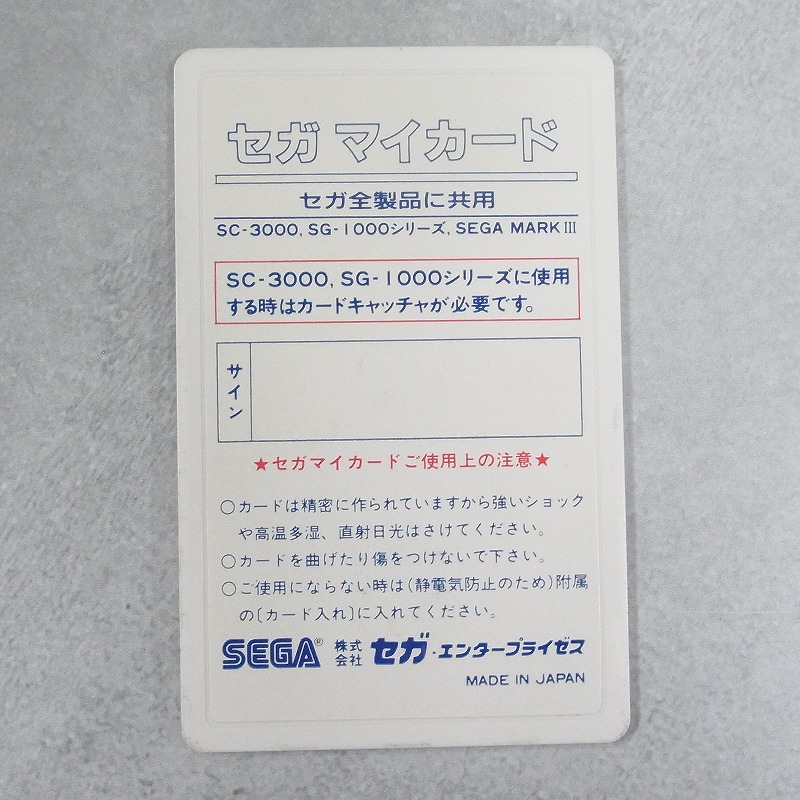 セガ マイカード
セガ全製品に共用
SC-3000, SG-1000シリーズ, SEGA MARK III
SC-3000, SG-1000シリーズに使用
する時はカードキャッチャが必要です。
サイン
★セガマイカードご使用上の注意★
○カードは精密に作られていますから強いショック
や高温多湿、直射日光はさけてください。
○カードを曲げたり傷をつけないで下さい。
○ご使用にならない時は(静電気防止のため)附属
の〔カード入れ〕に入れてください。
SEGA® 株式会社 セガ・エンタープライゼス
MADE IN JAPAN